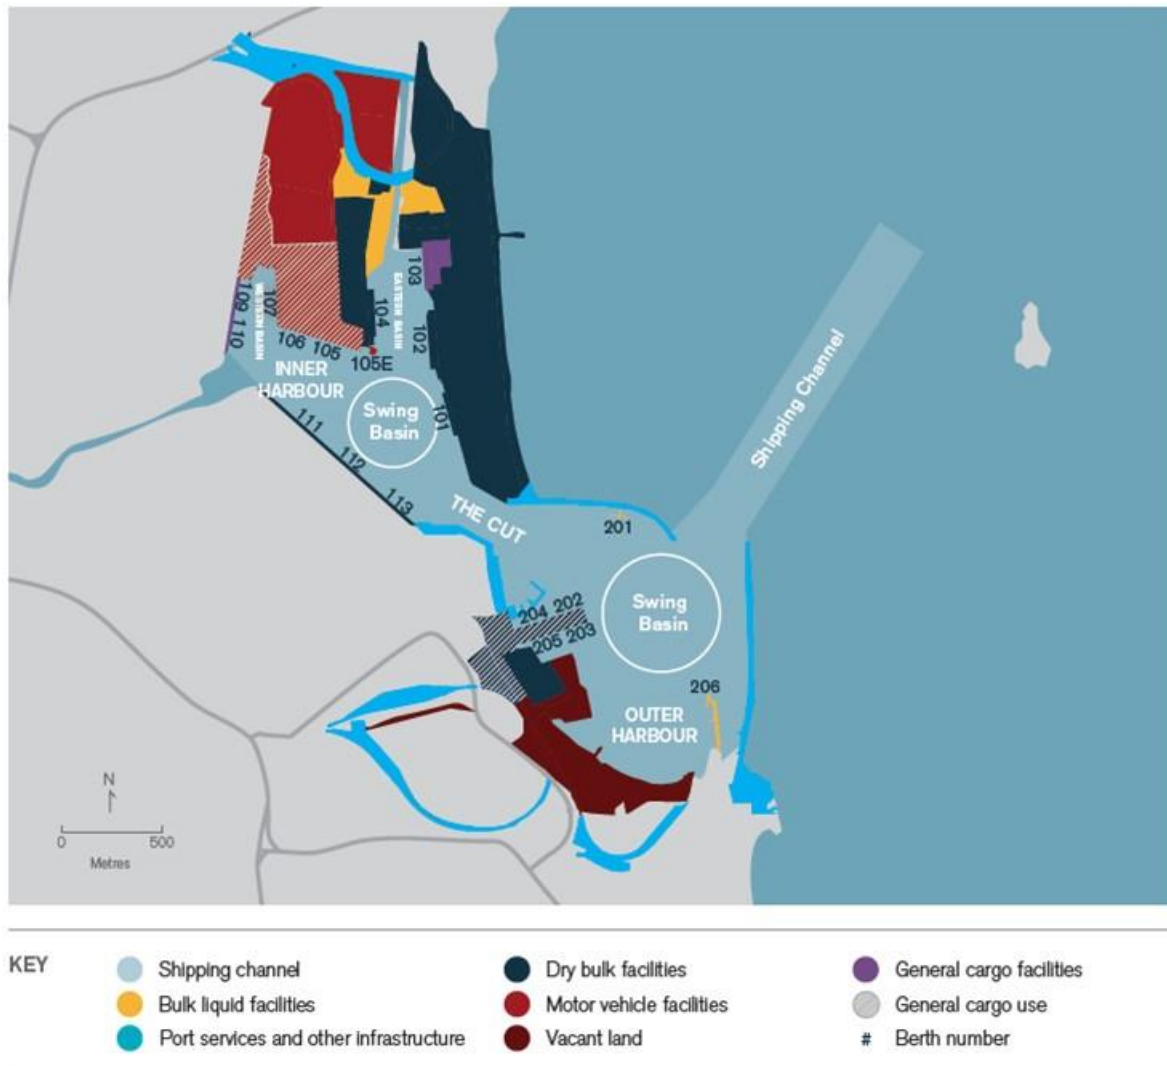 103
109
WESTERN BASIN
107
EASTERN BASIN
104
110
102
106
105
105E
INNER
HARBOUR
Swing
Basin
101
Shipping Channel
111
112
113
THE CUT
201
204 202
Swing
Basin
205 203
206
OUTER
HARBOUR
N
0
500
Metres
KEY
Shipping channel
Dry bulk facilities
General cargo facilities
Bulk liquid facilities
Motor vehicle facilities
General cargo use
Port services and other infrastructure
Vacant land
# Berth number